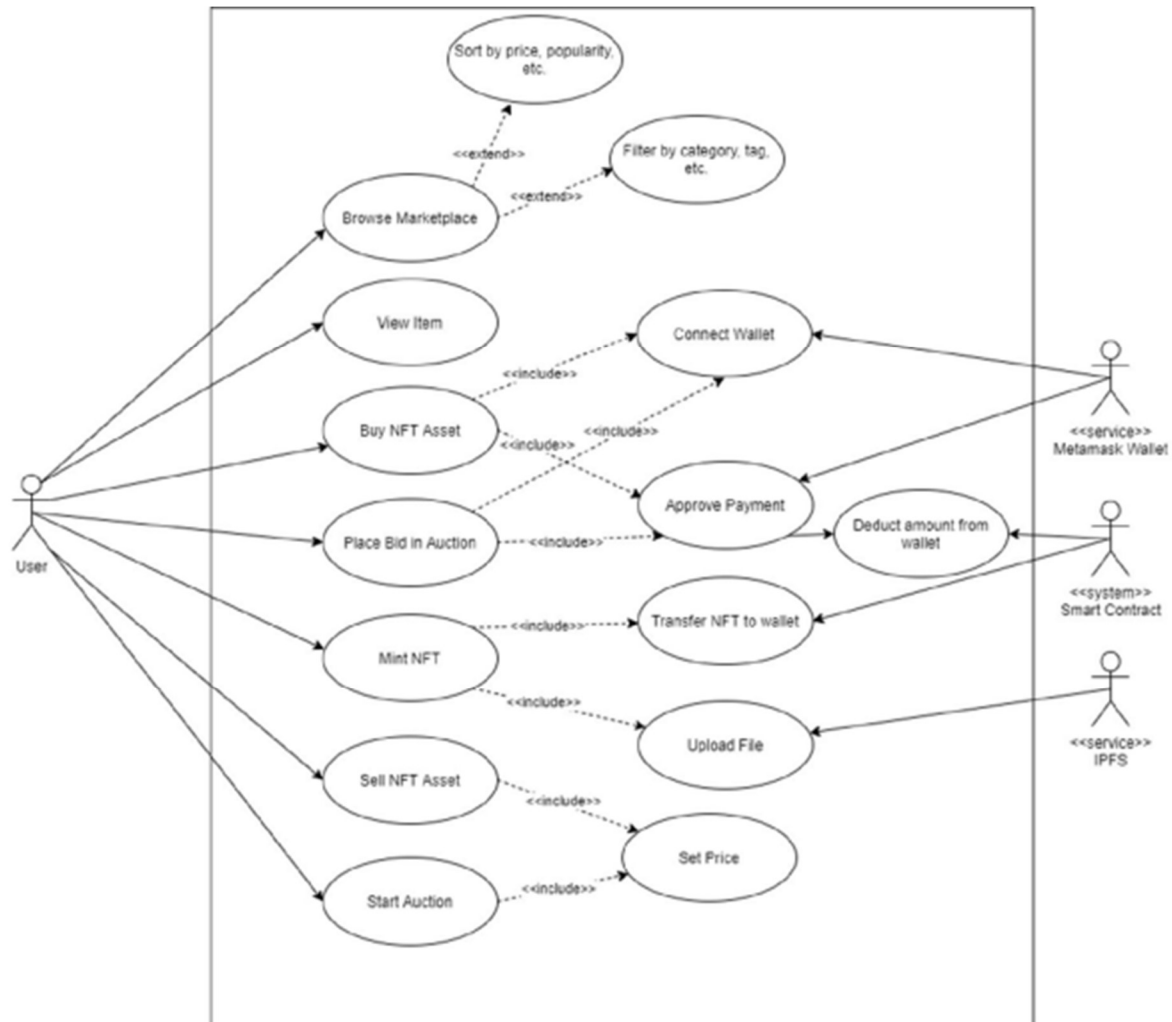 Sort by price, popularity,
etc.
<<extend>>
Filter by category, tag,
etc.
<<extend>>
Browse Marketplace
View Item
Connect Wallet
<<include>>
Buy NFT Asset
<<include>>
<<include>>
<<service>>
Metamask Wallet
Approve Payment
Deduct amount from
wallet
Place Bid in Auction
<<include>>
User
<<system>>
Smart Contract
Transfer NFT to wallet
<<include>>
Mint NFT
<<include>>
Upload File
<<service>>
IPFS
Sell NFT Asset
<<include>>
Set Price
Start Auction
<<include>>